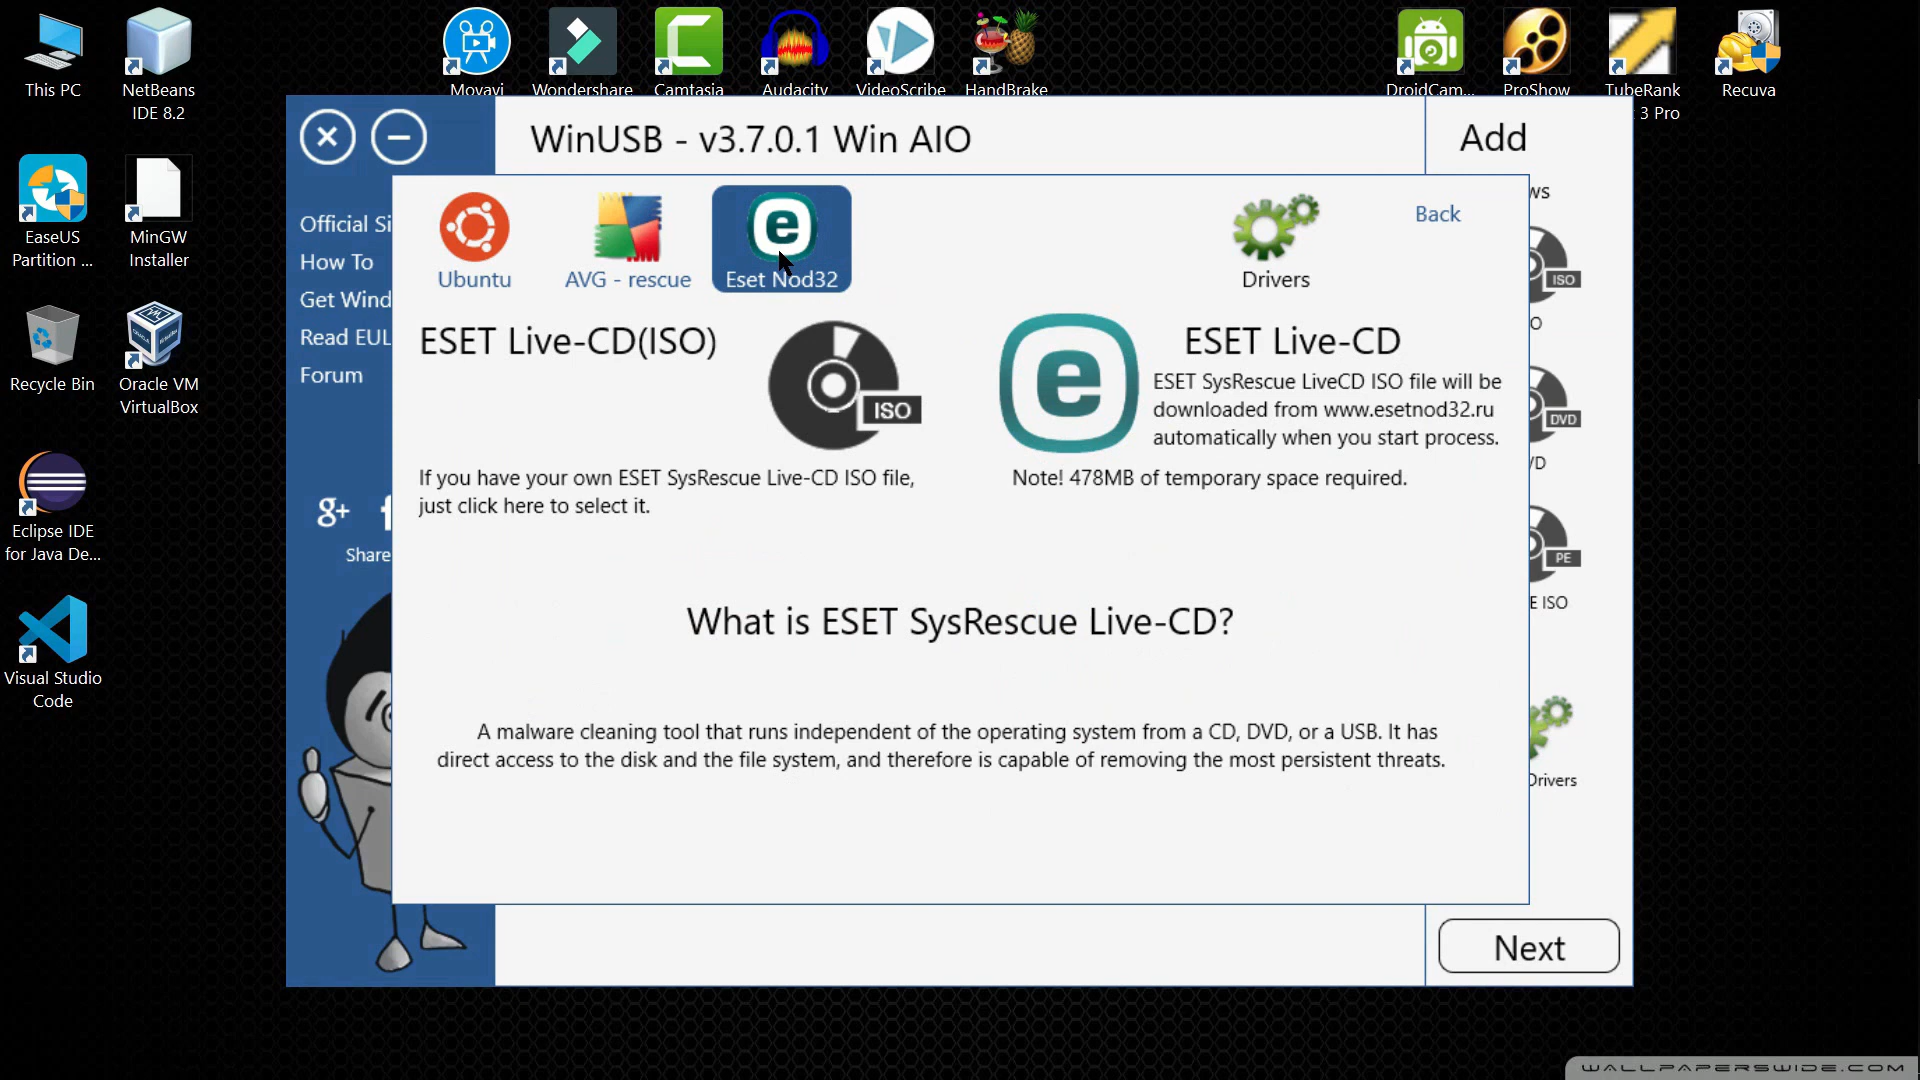 This PC
NetBeans
IDE 8.2
Movavi
Wondershare
Camtasia
Audacity
VideoScribe
HandBrake
DroidCam...
ProShow
TubeRank
3 Pro
Recuva
EaseUS
Partition ...
MinGW
Installer
Recycle Bin
Oracle VM
VirtualBox
Eclipse IDE
for Java De...
Visual Studio
Code
WinUSB - v3.7.0.1 Win AIO
Add
Official Si
How To
Get Wind
Read EUL
Forum
g+ f
Share
Ubuntu
AVG - rescue
e
Eset Nod32
Drivers
Back
ws
ISO
O
DVD
VD
PE
E ISO
Drivers
ESET Live-CD(ISO)
ISO
If you have your own ESET SysRescue Live-CD ISO file,
just click here to select it.
e
ESET Live-CD
ESET SysRescue LiveCD ISO file will be
downloaded from www.esetnod32.ru
automatically when you start process.
Note! 478MB of temporary space required.
What is ESET SysRescue Live-CD?
A malware cleaning tool that runs independent of the operating system from a CD, DVD, or a USB. It has
direct access to the disk and the file system, and therefore is capable of removing the most persistent threats.
Next
WALLPAPERSWIDE.COM